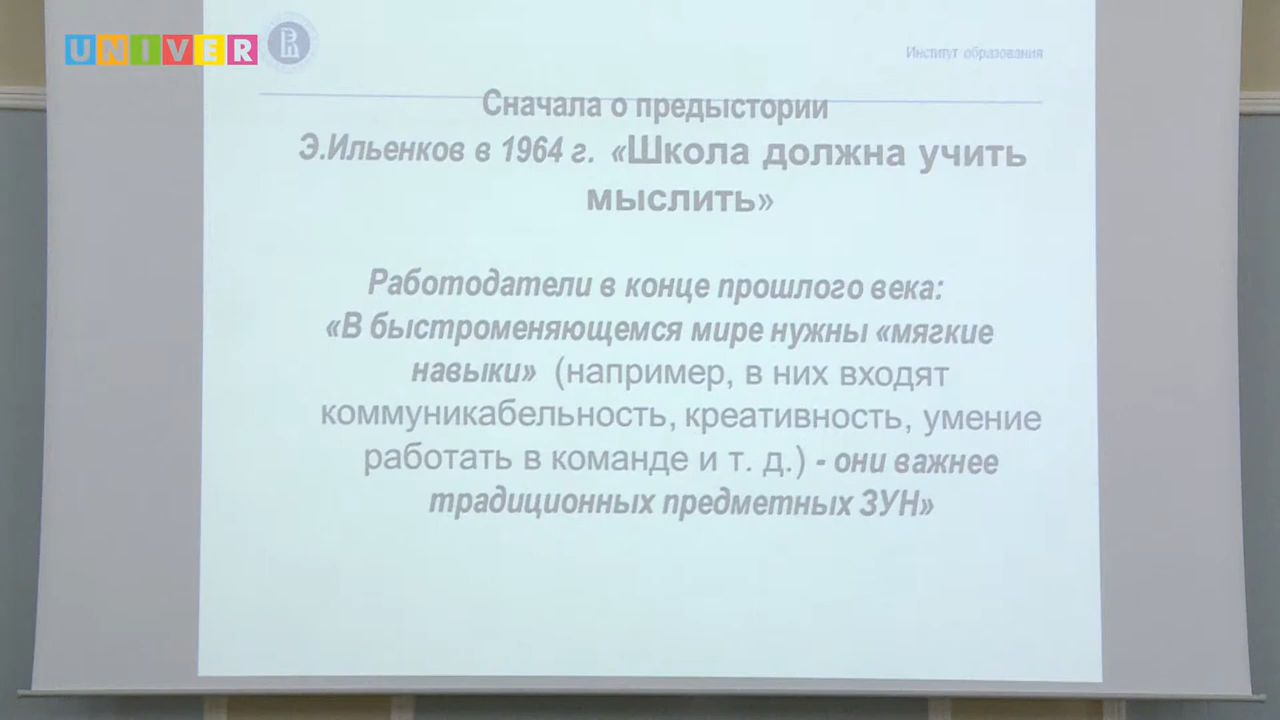 UNIVER
Институт образования
Сначала о предыстории
Э.Ильенков в 1964 г. «Школа должна учить
мыслить»
Работодатели в конце прошлого века:
«В быстроменяющемся мире нужны «мягкие
навыки» (например, в них входят
коммуникабельность, креативность, умение
работать в команде и т. д.) - они важнее
традиционных предметных ЗУН»